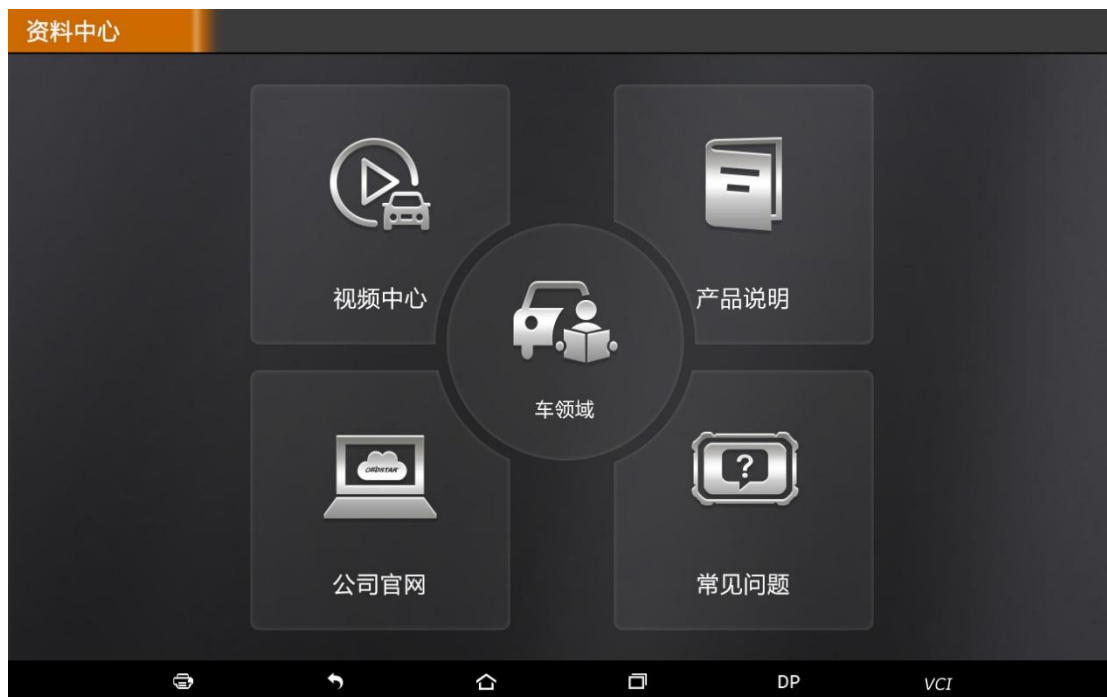 资料中心
视频中心
产品说明
车领域
OBDSTAR
?
公司官网
常见问题
DP
VCI